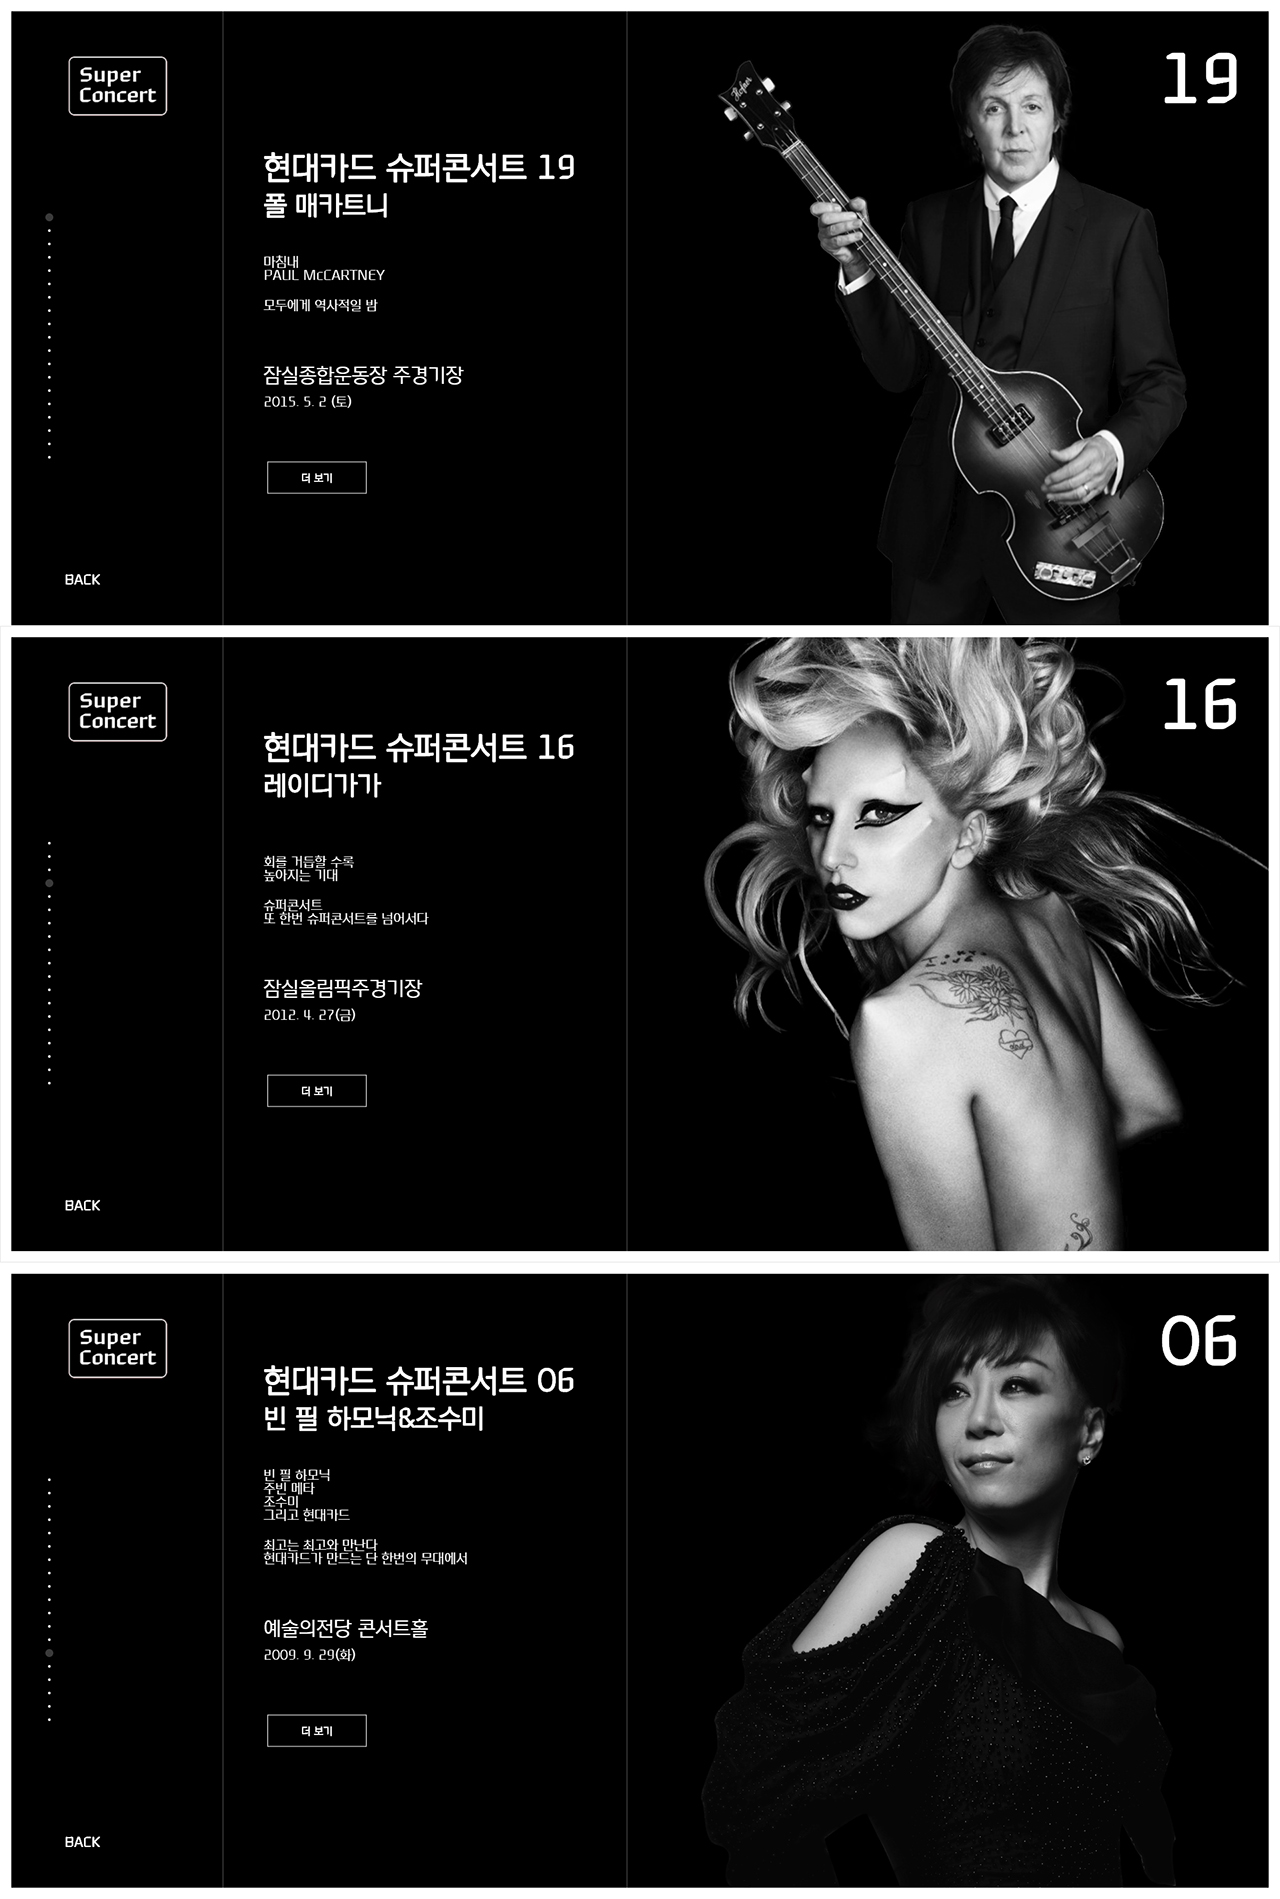 Super
Concert
19
현대카드 슈퍼콘서트 19
폴 매카트니
마침내
PAUL McCARTNEY
모두에게 역사적일 밤
잠실종합운동장 주경기장
2015. 5. 2 (토)
더 보기
BACK
Hofner
Super
Concert
16
현대카드 슈퍼콘서트 16
레이디가가
회를 거듭할 수록
높아지는 기대
슈퍼콘서트
또 한번 슈퍼콘서트를 넘어서다
잠실올림픽주경기장
2012. 4. 27(금)
더 보기
BACK
Super
Concert
06
현대카드 슈퍼콘서트 06
빈 필 하모닉&조수미
빈 필 하모닉
주빈 메타
조수미
그리고 현대카드
최고는 최고와 만난다
현대카드가 만드는 단 한번의 무대에서
예술의전당 콘서트홀
2009. 9. 29(화)
더 보기
BACK